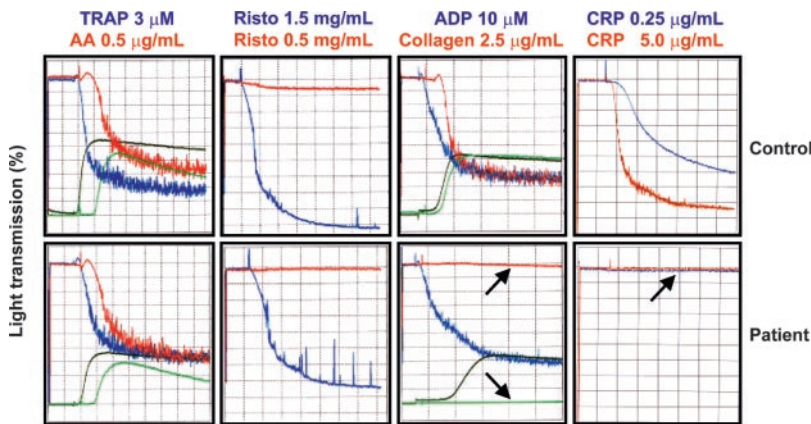 TRAP 3 μM
AA 0.5 μg/mL
Risto 1.5 mg/mL
Risto 0.5 mg/mL
ADP 10 μM
Collagen 2.5 μg/mL
CRP 0.25 μg/mL
CRP 5.0 μg/mL
Light transmission (%)
Control
Patient